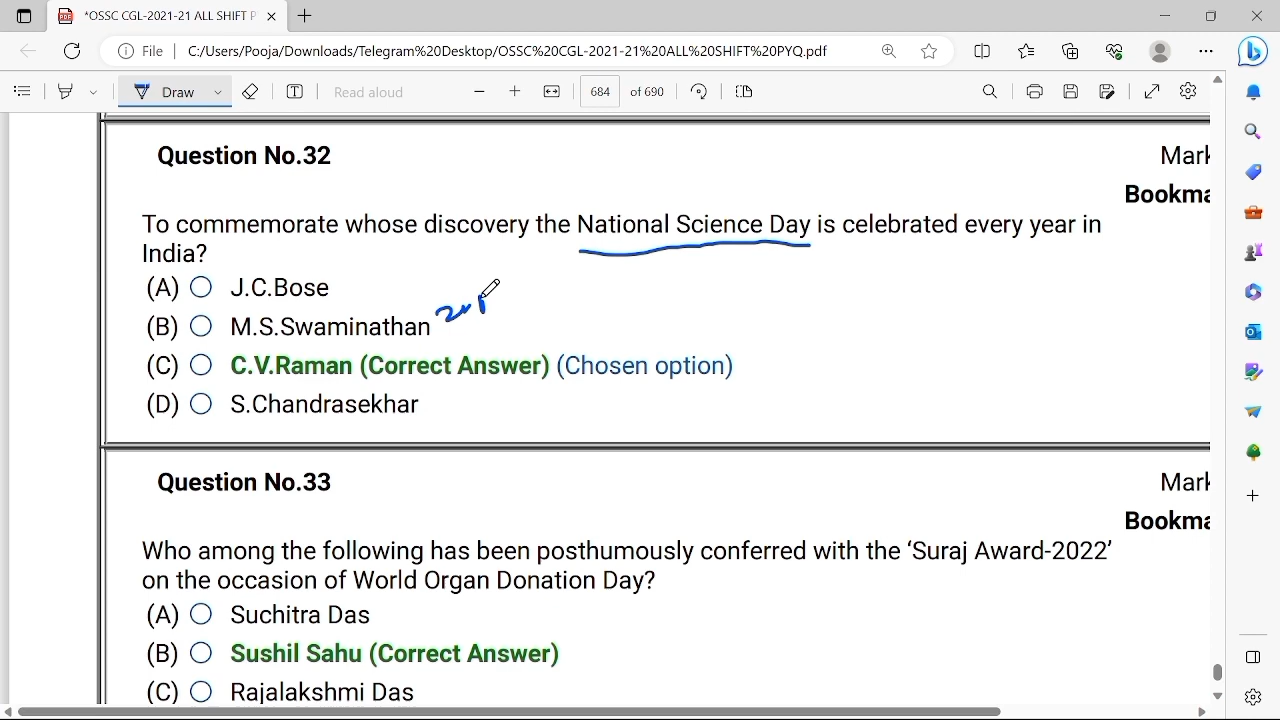 *OSSC CGL-2021-21 ALL SHIFT P
File C:/Users/Pooja/Downloads/Telegram%20Desktop/OSSC%20CGL-2021-21%20ALL%20SHIFT%20PYQ.pdf
Draw Read aloud 684 of 690
Question No.32 Mark
Bookma
To commemorate whose discovery the National Science Day is celebrated every year in
India?
(A) J.C.Bose
(B) M.S.Swaminathan
(C) C.V.Raman (Correct Answer) (Chosen option)
(D) S.Chandrasekhar
Question No.33 Mark
Bookma
Who among the following has been posthumously conferred with the ‘Suraj Award-2022’
on the occasion of World Organ Donation Day?
(A) Suchitra Das
(B) Sushil Sahu (Correct Answer)
(C) Rajalakshmi Das